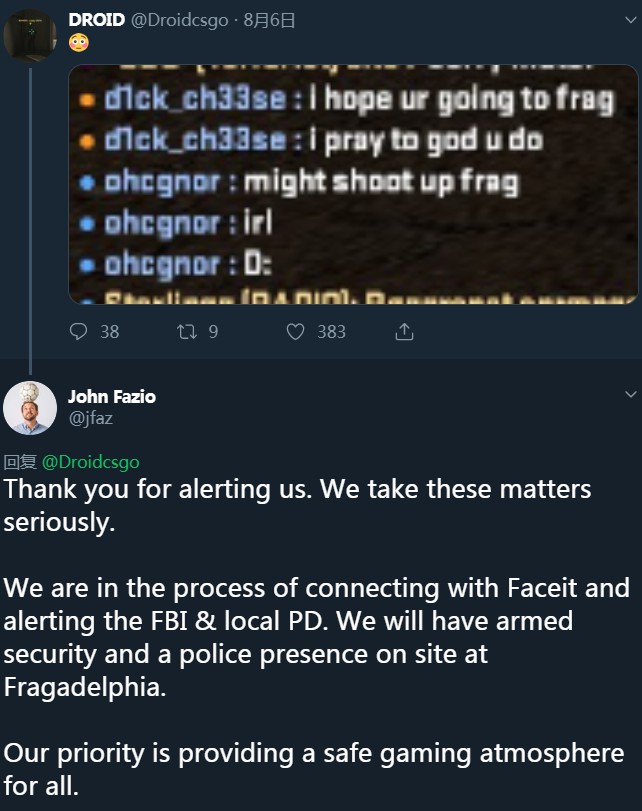 DROID @Droidcsgo · 8月6日
d1ck_ch33se : i hope ur going to frag
d1ck_ch33se : i pray to god u do
ohcgnor : might shoot up frag
ohcgnor : irl
ohcgnor : D:
38 9 383
John Fazio
@jfaz
回复 @Droidcsgo
Thank you for alerting us. We take these matters
seriously.
We are in the process of connecting with Faceit and
alerting the FBI & local PD. We will have armed
security and a police presence on site at
Fragadelphia.
Our priority is providing a safe gaming atmosphere
for all.